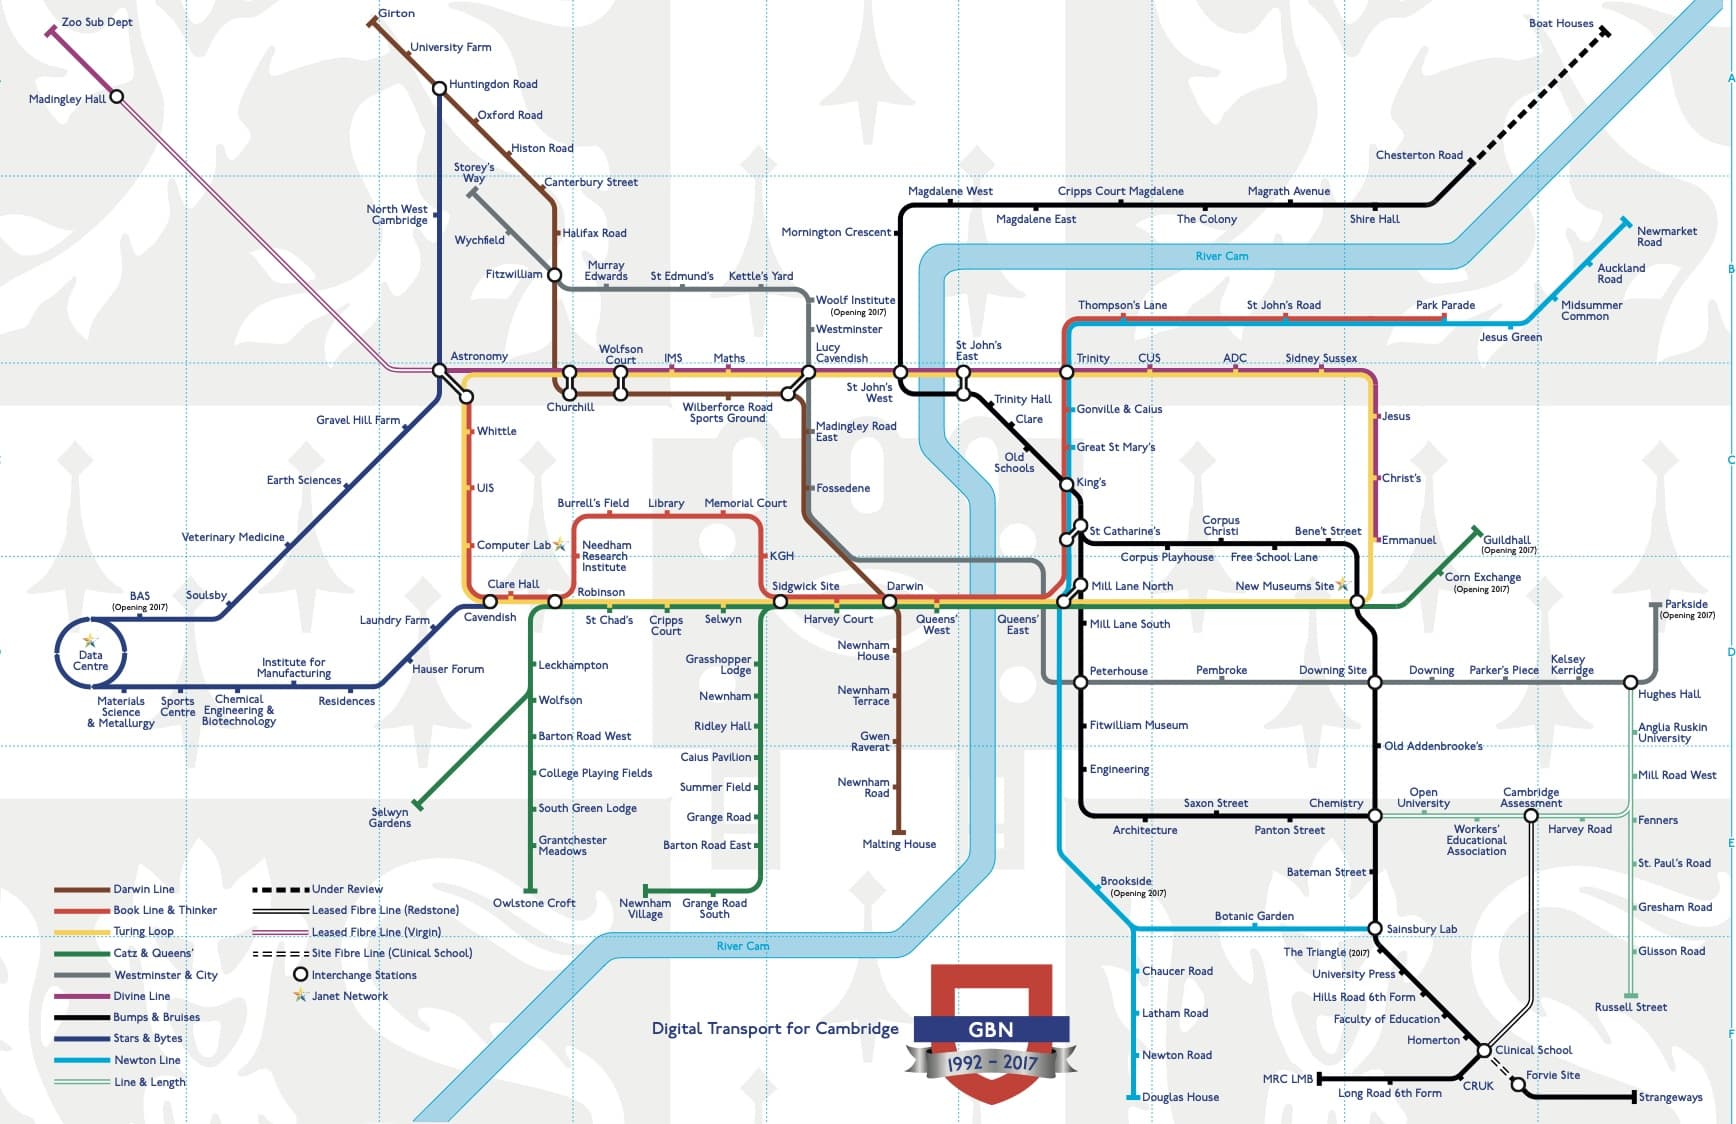 Zoo Sub Dept
Madingley Hall
Girton
University Farm
Huntingdon Road
Oxford Road
Histon Road
Canterbury Street
Storey's
Way
North West
Cambridge
Wychfield
Halifax Road
Fitzwilliam
Murray
Edwards
St Edmund's
Kettle's Yard
Woolf Institute
(Opening 2017)
Westminster
Lucy
Cavendish
Astronomy
Wolfson
Court
IMS
Maths
Churchill
Wilberforce Road
Sports Ground
Madingley Road
East
Fossedene
Boat Houses
A
Chesterton Road
Magdalene West
Cripps Court Magdalene
Magrath Avenue
Magdalene East
The Colony
Shire Hall
Mornington Crescent
River Cam
Newmarket
Road
B
Auckland
Road
Midsummer
Common
Jesus Green
Thompson's Lane
St John's Road
Park Parade
St John's
East
St John's
West
Trinity
CUS
ADC
Sidney Sussex
Trinity Hall
Clare
Old
Schools
Gonville & Caius
Great St Mary's
King's
Jesus
Christ's
Emmanuel
C
St Catharine's
Corpus
Christi
Bene't Street
Corpus Playhouse
Free School Lane
Guildhall
(Opening 2017)
Corn Exchange
(Opening 2017)
Mill Lane North
New Museums Site
Gravel Hill Farm
Earth Sciences
Veterinary Medicine
Soulsby
BAS
(Opening 2017)
Data
Centre
Materials
Science
& Metallurgy
Sports
Centre
Chemical
Engineering &
Biotechnology
Institute for
Manufacturing
Residences
Hauser Forum
Laundry Farm
Whittle
UIS
Computer Lab
Clare Hall
Cavendish
Burrell's Field
Library
Memorial Court
Needham
Research
Institute
KGH
Robinson
St Chad's
Cripps
Court
Selwyn
Sidgwick Site
Harvey Court
Darwin
Queens'
West
Queens'
East
Leckhampton
Wolfson
Barton Road West
College Playing Fields
South Green Lodge
Grantchester
Meadows
Owlstone Croft
Selwyn
Gardens
Grasshopper
Lodge
Newnham
Ridley Hall
Caius Pavilion
Summer Field
Grange Road
Barton Road East
Newnham
Village
Grange Road
South
Newnham
House
Newnham
Terrace
Gwen
Raverat
Newnham
Road
Malting House
Mill Lane South
Peterhouse
Pembroke
Downing Site
Downing
Parker's Piece
Kelsey
Kerridge
Parkside
(Opening 2017)
D
Hughes Hall
Fitwilliam Museum
Engineering
Old Addenbrooke's
Anglia Ruskin
University
Mill Road West
Fenners
St. Paul's Road
Gresham Road
Glisson Road
Russell Street
Saxon Street
Chemistry
Architecture
Panton Street
Open
University
Workers'
Educational
Association
Cambridge
Assessment
Harvey Road
E
Bateman Street
Brookside
(Opening 2017)
Botanic Garden
Sainsbury Lab
The Triangle (2017)
University Press
Hills Road 6th Form
Faculty of Education
Homerton
Clinical School
Forvie Site
CRUK
MRC LMB
Long Road 6th Form
Strangeways
F
Chaucer Road
Latham Road
Newton Road
Douglas House
River Cam
Darwin Line
Book Line & Thinker
Turing Loop
Catz & Queens'
Westminster & City
Divine Line
Bumps & Bruises
Stars & Bytes
Newton Line
Line & Length
Under Review
Leased Fibre Line (Redstone)
Leased Fibre Line (Virgin)
Site Fibre Line (Clinical School)
Interchange Stations
Janet Network
Digital Transport for Cambridge
GBN
1992 – 2017